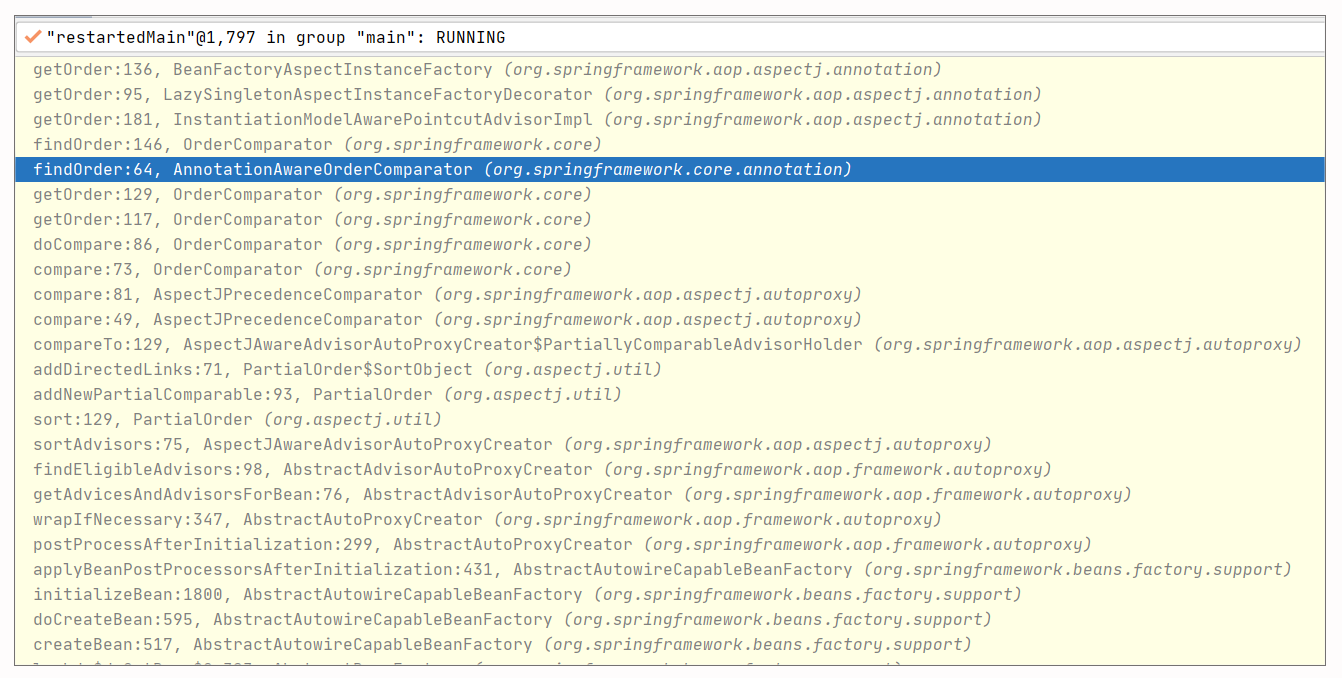 "restartedMain"@1,797 in group "main": RUNNING
getOrder:136, BeanFactoryAspectInstanceFactory (org.springframework.aop.aspectj.annotation)
getOrder:95, LazySingletonAspectInstanceFactoryDecorator (org.springframework.aop.aspectj.annotation)
getOrder:181, InstantiationModelAwarePointcutAdvisorImpl (org.springframework.aop.aspectj.annotation)
findOrder:146, OrderComparator (org.springframework.core)
findOrder:64, AnnotationAwareOrderComparator (org.springframework.core.annotation)
getOrder:129, OrderComparator (org.springframework.core)
getOrder:117, OrderComparator (org.springframework.core)
doCompare:86, OrderComparator (org.springframework.core)
compare:73, OrderComparator (org.springframework.core)
compare:81, AspectJPrecedenceComparator (org.springframework.aop.aspectj.autoproxy)
compare:49, AspectJPrecedenceComparator (org.springframework.aop.aspectj.autoproxy)
compareTo:129, AspectJAwareAdvisorAutoProxyCreator$PartiallyComparableAdvisorHolder (org.springframework.aop.aspectj.autoproxy)
addDirectedLinks:71, PartialOrder$SortObject (org.aspectj.util)
addNewPartialComparable:93, PartialOrder (org.aspectj.util)
sort:129, PartialOrder (org.aspectj.util)
sortAdvisors:75, AspectJAwareAdvisorAutoProxyCreator (org.springframework.aop.aspectj.autoproxy)
findEligibleAdvisors:98, AbstractAdvisorAutoProxyCreator (org.springframework.aop.framework.autoproxy)
getAdvicesAndAdvisorsForBean:76, AbstractAdvisorAutoProxyCreator (org.springframework.aop.framework.autoproxy)
wrapIfNecessary:347, AbstractAutoProxyCreator (org.springframework.aop.framework.autoproxy)
postProcessAfterInitialization:299, AbstractAutoProxyCreator (org.springframework.aop.framework.autoproxy)
applyBeanPostProcessorsAfterInitialization:431, AbstractAutowireCapableBeanFactory (org.springframework.beans.factory.support)
initializeBean:1800, AbstractAutowireCapableBeanFactory (org.springframework.beans.factory.support)
doCreateBean:595, AbstractAutowireCapableBeanFactory (org.springframework.beans.factory.support)
createBean:517, AbstractAutowireCapableBeanFactory (org.springframework.beans.factory.support)